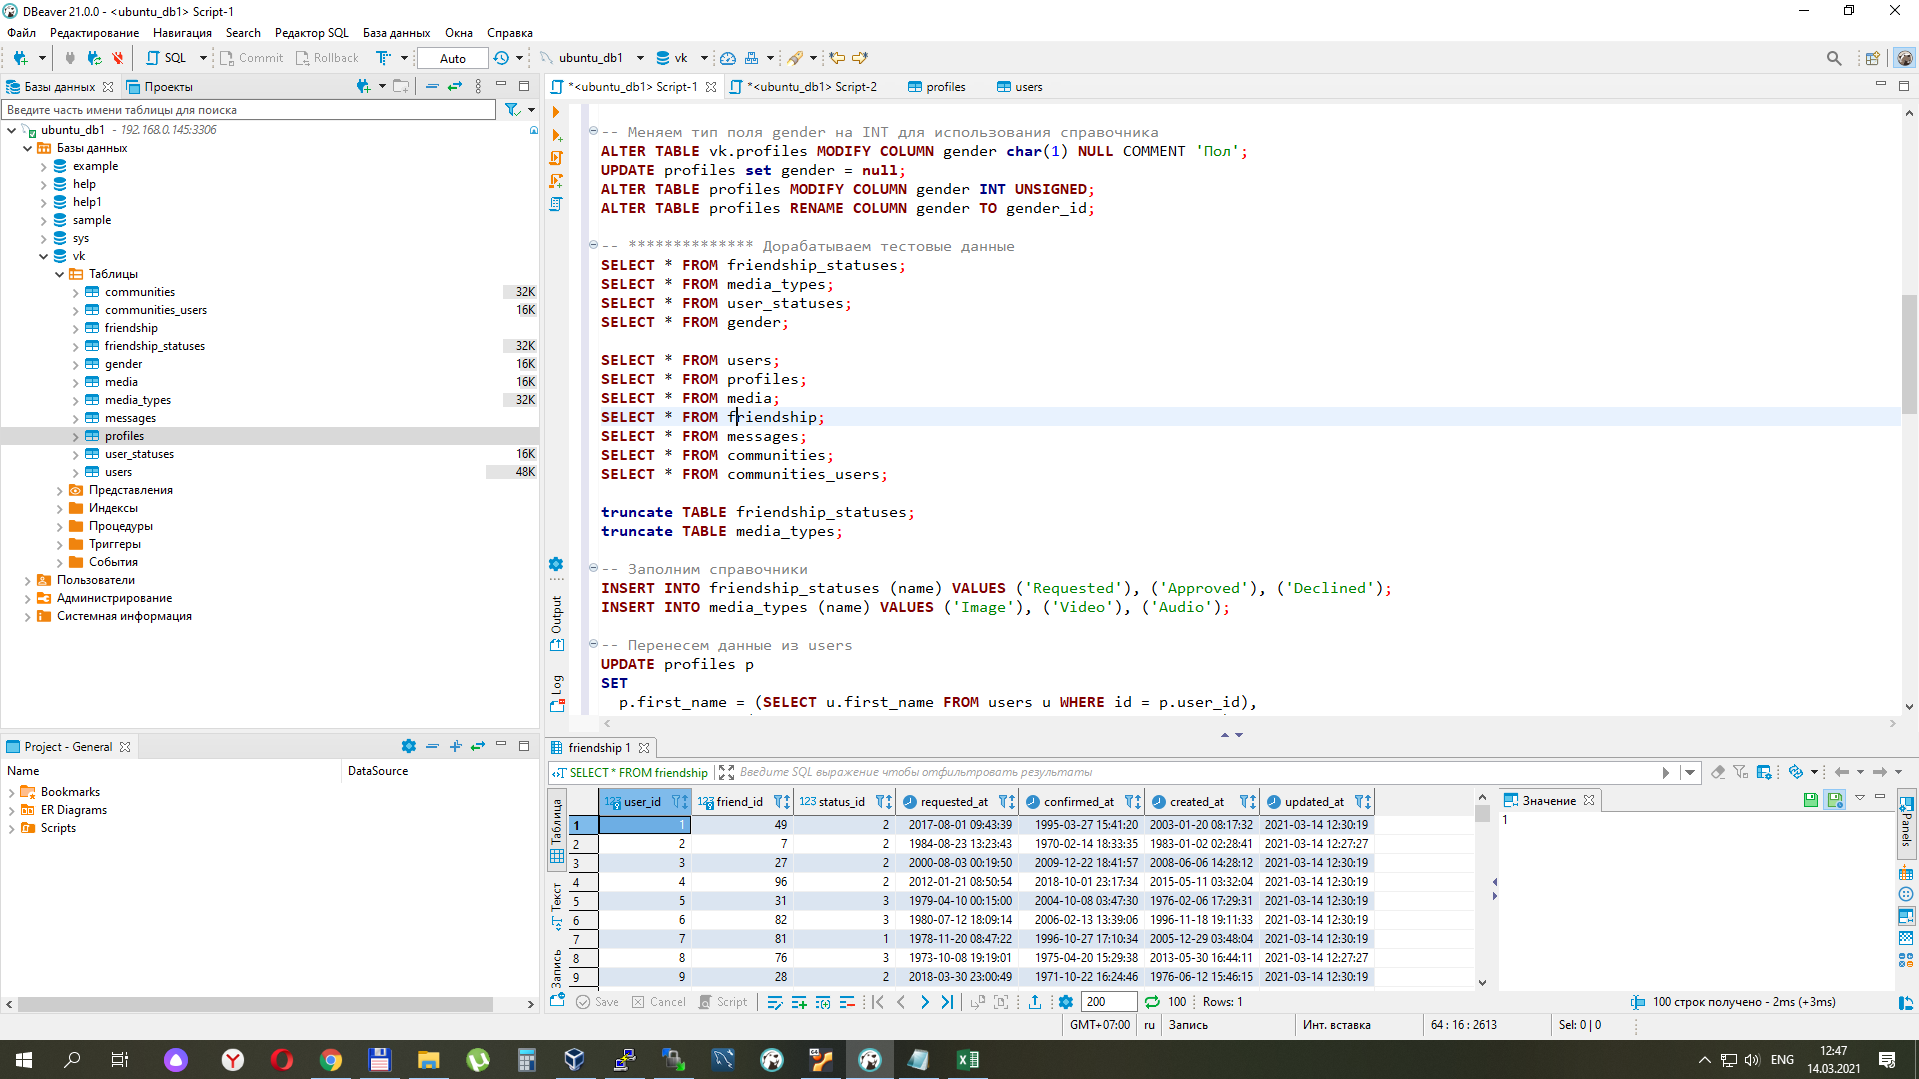 DBeaver 21.0.0 - <ubuntu_db1> Script-1
Файл Редактирование Навигация Search Редактор SQL База данных Окна Справка
SQL Commit Rollback Auto ubuntu_db1 vk
Базы данных Проекты
Введите часть имени таблицы для поиска
ubuntu_db1 - 192.168.0.145:3306
Базы данных
example
help
help1
sample
sys
vk
Таблицы
communities 32K
communities_users 16K
friendship
friendship_statuses 32K
gender 16K
media 16K
media_types 32K
messages
profiles
user_statuses 16K
users 48K
Представления
Индексы
Процедуры
Триггеры
События
Пользователи
Администрирование
Системная информация
Project - General
Name DataSource
Bookmarks
ER Diagrams
Scripts
*<ubuntu_db1> Script-1 *<ubuntu_db1> Script-2 profiles users
-- Меняем тип поля gender на INT для использования справочника
ALTER TABLE vk.profiles MODIFY COLUMN gender char(1) NULL COMMENT 'Пол';
UPDATE profiles set gender = null;
ALTER TABLE profiles MODIFY COLUMN gender INT UNSIGNED;
ALTER TABLE profiles RENAME COLUMN gender TO gender_id;
-- ************** Дорабатываем тестовые данные
SELECT * FROM friendship_statuses;
SELECT * FROM media_types;
SELECT * FROM user_statuses;
SELECT * FROM gender;
SELECT * FROM users;
SELECT * FROM profiles;
SELECT * FROM media;
SELECT * FROM friendship;
SELECT * FROM messages;
SELECT * FROM communities;
SELECT * FROM communities_users;
truncate TABLE friendship_statuses;
truncate TABLE media_types;
-- Заполним справочники
INSERT INTO friendship_statuses (name) VALUES ('Requested'), ('Approved'), ('Declined');
INSERT INTO media_types (name) VALUES ('Image'), ('Video'), ('Audio');
-- Перенесем данные из users
UPDATE profiles p
SET
p.first_name = (SELECT u.first_name FROM users u WHERE id = p.user_id),
Output
Log
friendship 1
SELECT * FROM friendship Введите SQL выражение чтобы отфильтровать результаты
Таблица
Текст
Запись
123 user_id 123 friend_id 123 status_id requested_at confirmed_at created_at updated_at
1 1 49 2 2017-08-01 09:43:39 1995-03-27 15:41:20 2003-01-20 08:17:32 2021-03-14 12:30:19
2 2 7 2 1984-08-23 13:23:43 1970-02-14 18:33:35 1983-01-02 02:28:41 2021-03-14 12:27:27
3 3 27 2 2000-08-03 00:19:50 2009-12-22 18:41:57 2008-06-06 14:28:12 2021-03-14 12:30:19
4 4 96 2 2012-01-21 08:50:54 2018-10-01 23:17:34 2015-05-11 03:32:04 2021-03-14 12:30:19
5 5 31 3 1979-04-10 00:15:00 2004-10-08 03:47:30 1976-02-06 17:29:31 2021-03-14 12:30:19
6 6 82 3 1980-07-12 18:09:14 2006-02-13 13:39:06 1996-11-18 19:11:33 2021-03-14 12:30:19
7 7 81 1 1978-11-20 08:47:22 1996-10-27 17:10:34 2005-12-29 03:48:04 2021-03-14 12:30:19
8 8 76 3 1973-10-08 19:19:01 1975-04-20 15:29:38 2013-05-30 16:44:11 2021-03-14 12:27:27
9 9 28 2 2018-03-30 23:00:49 1971-10-22 16:24:46 1976-06-12 15:46:15 2021-03-14 12:30:19
Значение
1
Panels
Save Cancel Script 200 100 Rows: 1 100 строк получено - 2ms (+3ms)
GMT+07:00 ru Запись Инт. вставка 64 : 16 : 2613 Sel: 0 | 0
ENG 12:47
14.03.2021